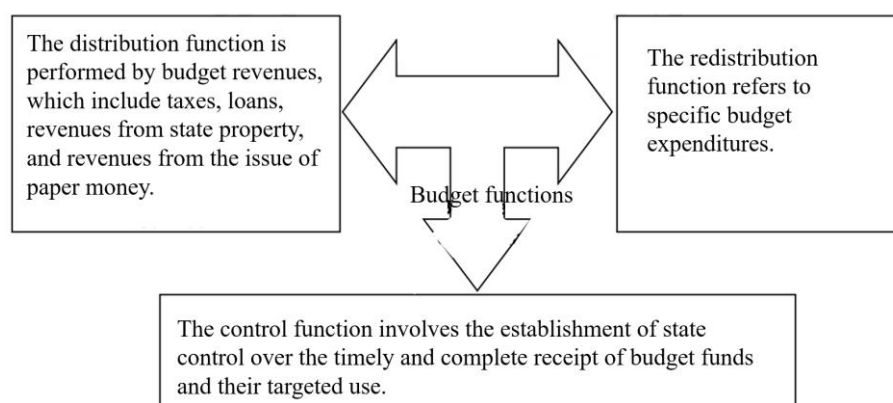 The distribution function is
performed by budget revenues,
which include taxes, loans,
revenues from state property,
and revenues from the issue of
paper money.
The redistribution
function refers to
specific budget
expenditures.
Budget functions
The control function involves the establishment of state
control over the timely and complete receipt of budget funds
and their targeted use.